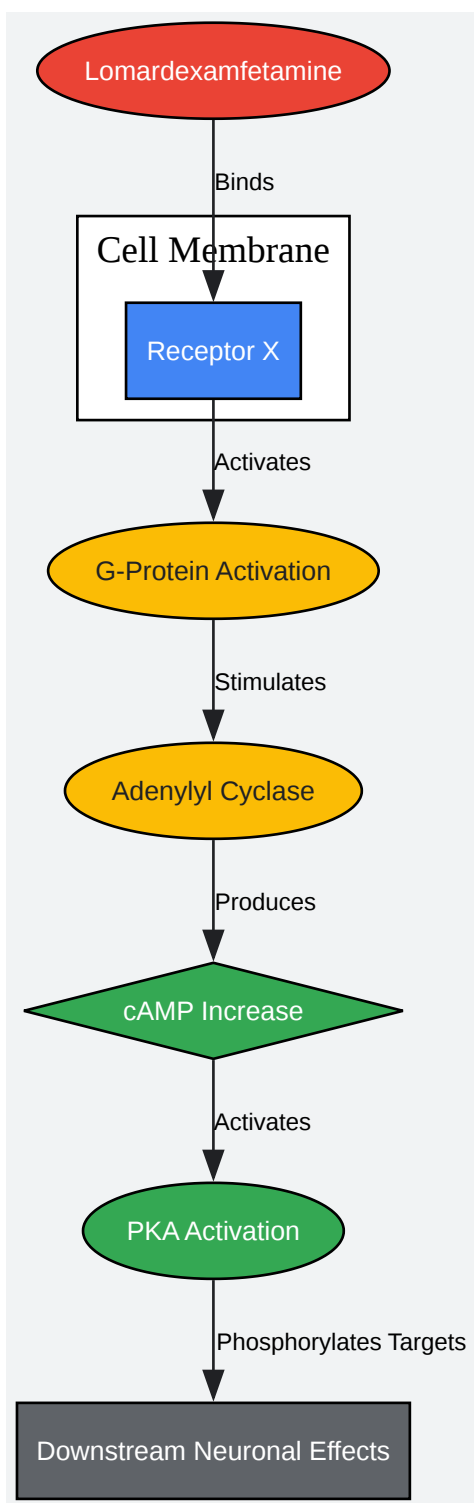 Lomardexamfetamine
Binds
Cell Membrane
Receptor X
Activates
G-Protein Activation
Stimulates
Adenylyl Cyclase
Produces
cAMP Increase
Activates
PKA Activation
Phosphorylates Targets
Downstream Neuronal Effects